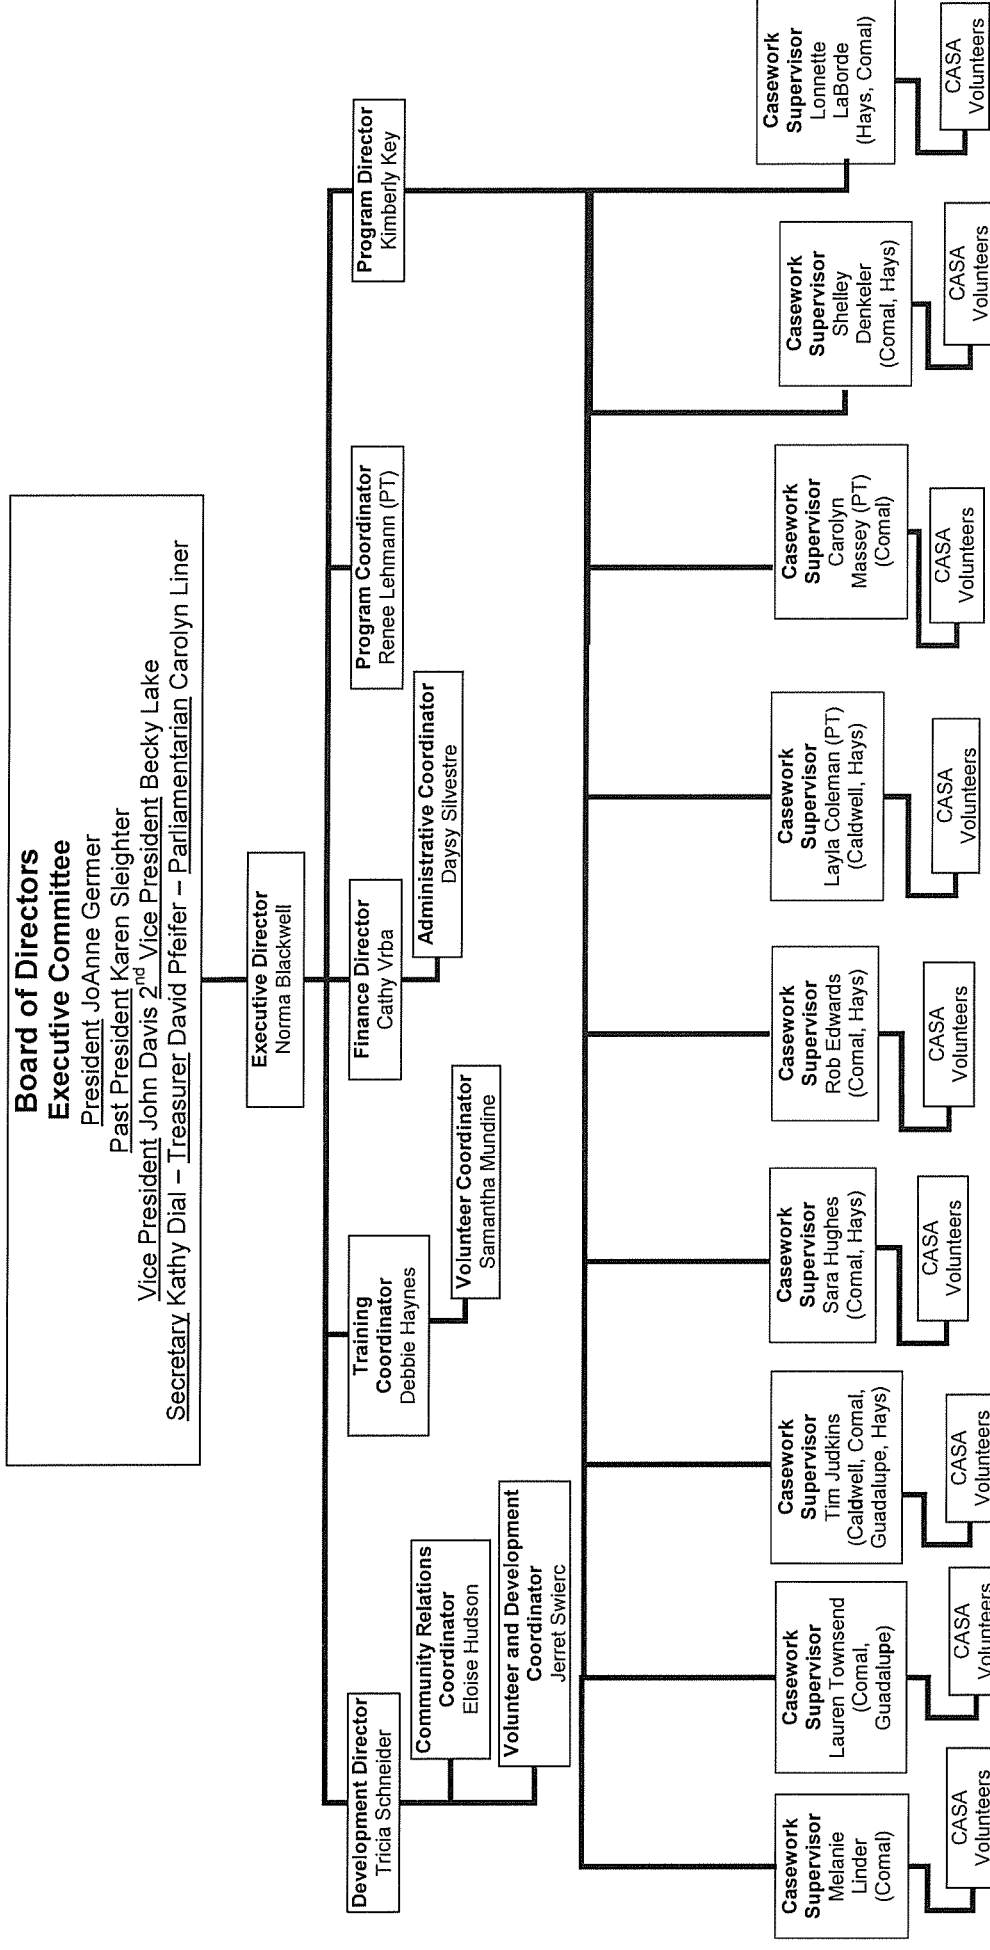 Board of Directors
Executive Committee
President JoAnne Germer
Past President Karen Sleighter
Vice President John Davis 2nd Vice President Becky Lake
Secretary Kathy Dial – Treasurer David Pfeifer – Parliamentarian Carolyn Liner
Executive Director
Norma Blackwell
Development Director
Tricia Schneider
Training
Coordinator
Debbie Haynes
Finance Director
Cathy Vrba
Program Coordinator
Renee Lehmann (PT)
Program Director
Kimberly Key
Community Relations
Coordinator
Eloise Hudson
Volunteer and Development
Coordinator
Jerret Swierc
Volunteer Coordinator
Samantha Mundine
Administrative Coordinator
Daysy Silvestre
Casework
Supervisor
Melanie
Linder
(Comal)
Casework
Supervisor
Lauren Townsend
(Comal,
Guadalupe)
Casework
Supervisor
Tim Judkins
(Caldwell, Comal,
Guadalupe, Hays)
Casework
Supervisor
Sara Hughes
(Comal, Hays)
Casework
Supervisor
Rob Edwards
(Comal, Hays)
Casework
Supervisor
Layla Coleman (PT)
(Caldwell, Hays)
Casework
Supervisor
Carolyn
Massey (PT)
(Comal)
Casework
Supervisor
Shelley
Denkeler
(Comal, Hays)
Casework
Supervisor
Lonnette
LaBorde
(Hays, Comal)
CASA
Volunteers
CASA
Volunteers
CASA
Volunteers
CASA
Volunteers
CASA
Volunteers
CASA
Volunteers
CASA
Volunteers
CASA
Volunteers
CASA
Volunteers